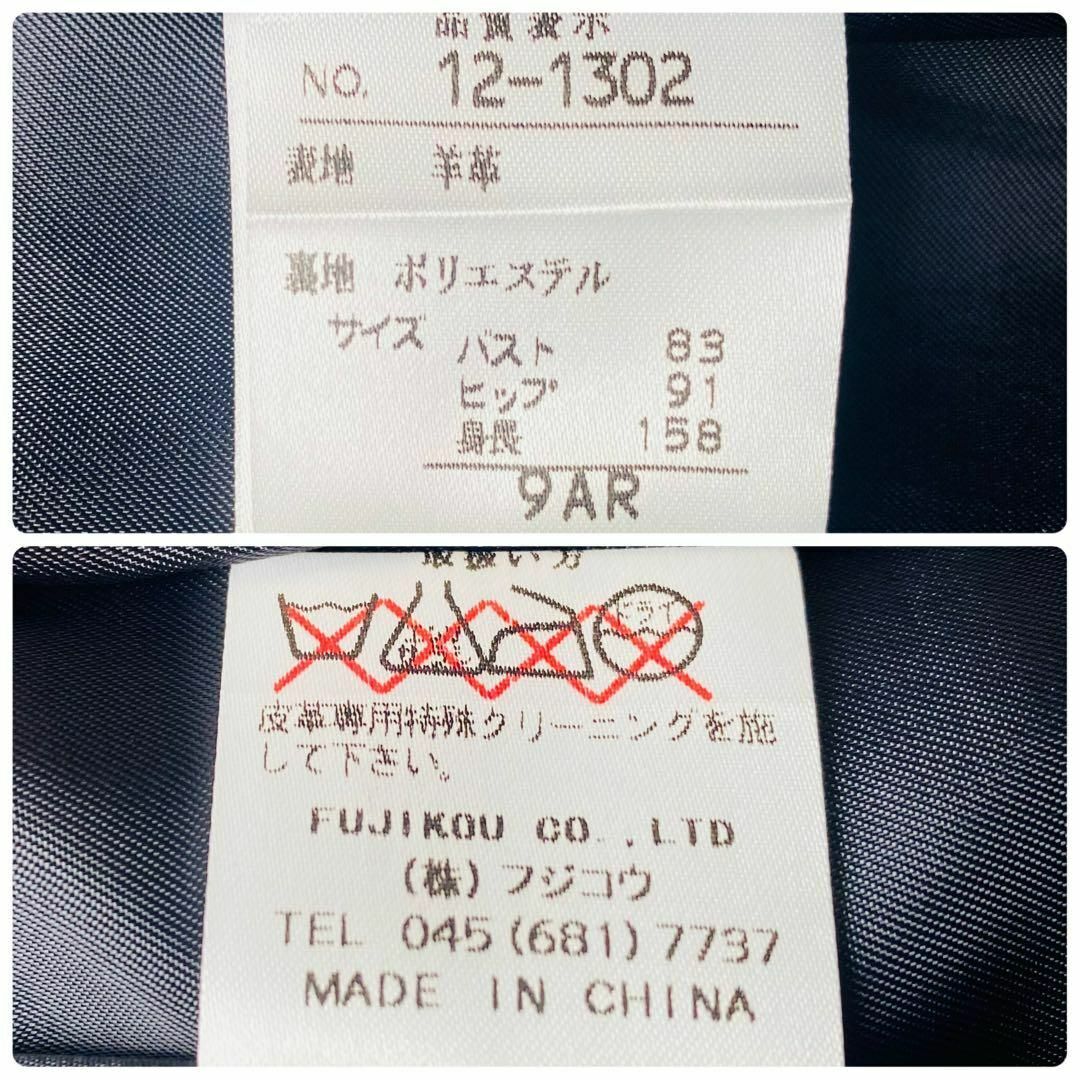 品質表示
NO. 12-1302
表地 羊革
裏地 ポリエステル
サイズ バスト 83
ヒップ 91
身長 158
9AR
取扱い方
皮革専用特殊クリーニングを施
して下さい。
FUJIKOU CO.,LTD
(株)フジコウ
TEL 045(681)7737
MADE IN CHINA